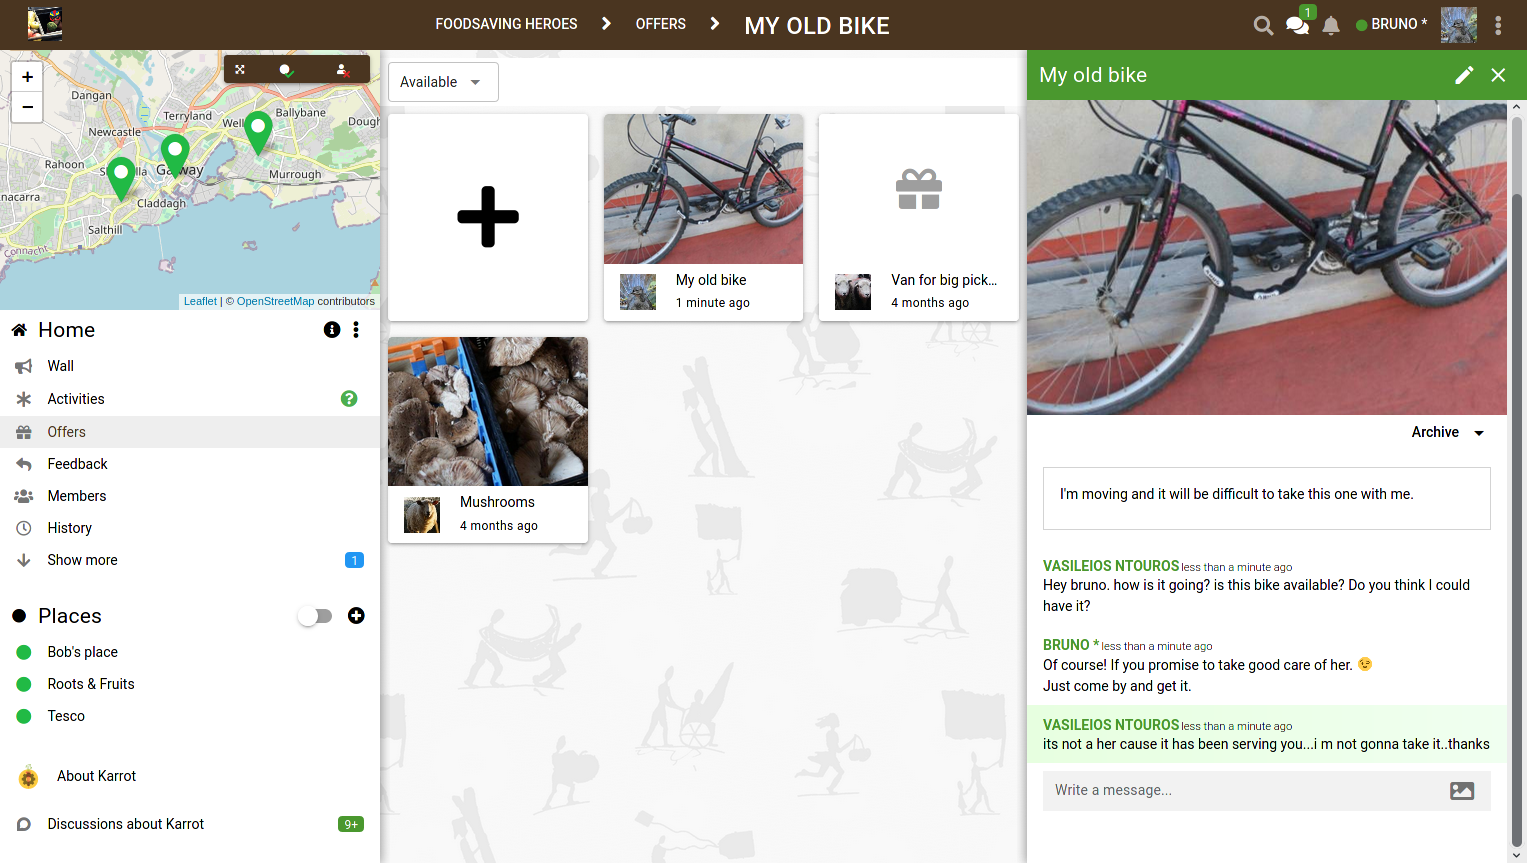 FOODSAVING HEROES
OFFERS
MY OLD BIKE
1
BRUNO *
+
−
Dangan
Terryland
Ballybane
Newcastle
Rahoon
Galway
Murrough
Claddagh
Salthill
Leaflet | © OpenStreetMap contributors
Home
Wall
Activities
?
Offers
Feedback
Members
History
Show more
1
Places
Bob's place
Roots & Fruits
Tesco
About Karrot
Discussions about Karrot
9+
Available
My old bike
1 minute ago
Van for big pick...
4 months ago
Mushrooms
4 months ago
My old bike
Archive
I'm moving and it will be difficult to take this one with me.
VASILEIOS NTOUROS less than a minute ago
Hey bruno. how is it going? is this bike available? Do you think I could
have it?
BRUNO * less than a minute ago
Of course! If you promise to take good care of her. 😉
Just come by and get it.
VASILEIOS NTOUROS less than a minute ago
its not a her cause it has been serving you...i m not gonna take it..thanks
Write a message...